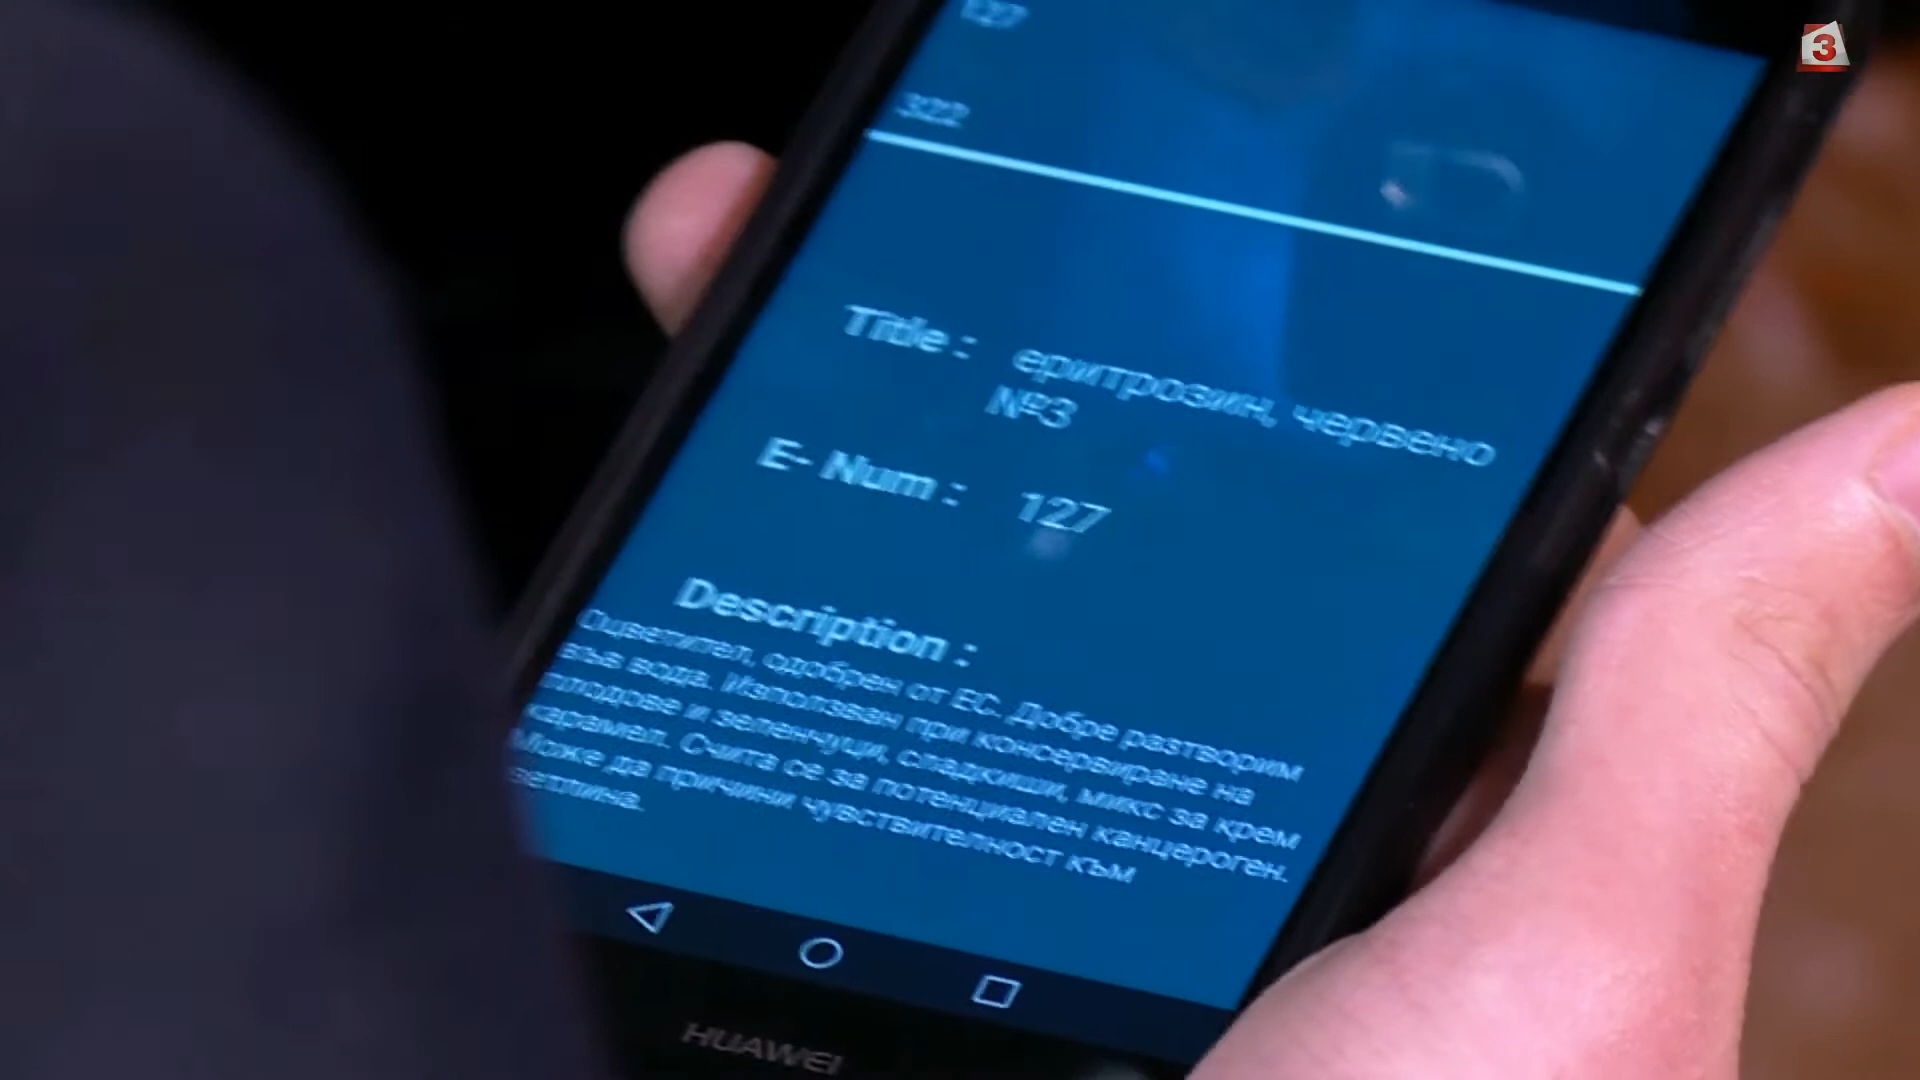 127
3
322
Title : еритрозин, червено
№3
E- Num : 127
Description :
Оцветител, одобрен от ЕС. Добре разтворим
във вода. Използван при консервиране на
плодове и зеленчуци, сладкиши, микс за крем
карамел. Счита се за потенциален канцероген.
Може да причини чувствителност към
светлина.
HUAWEI